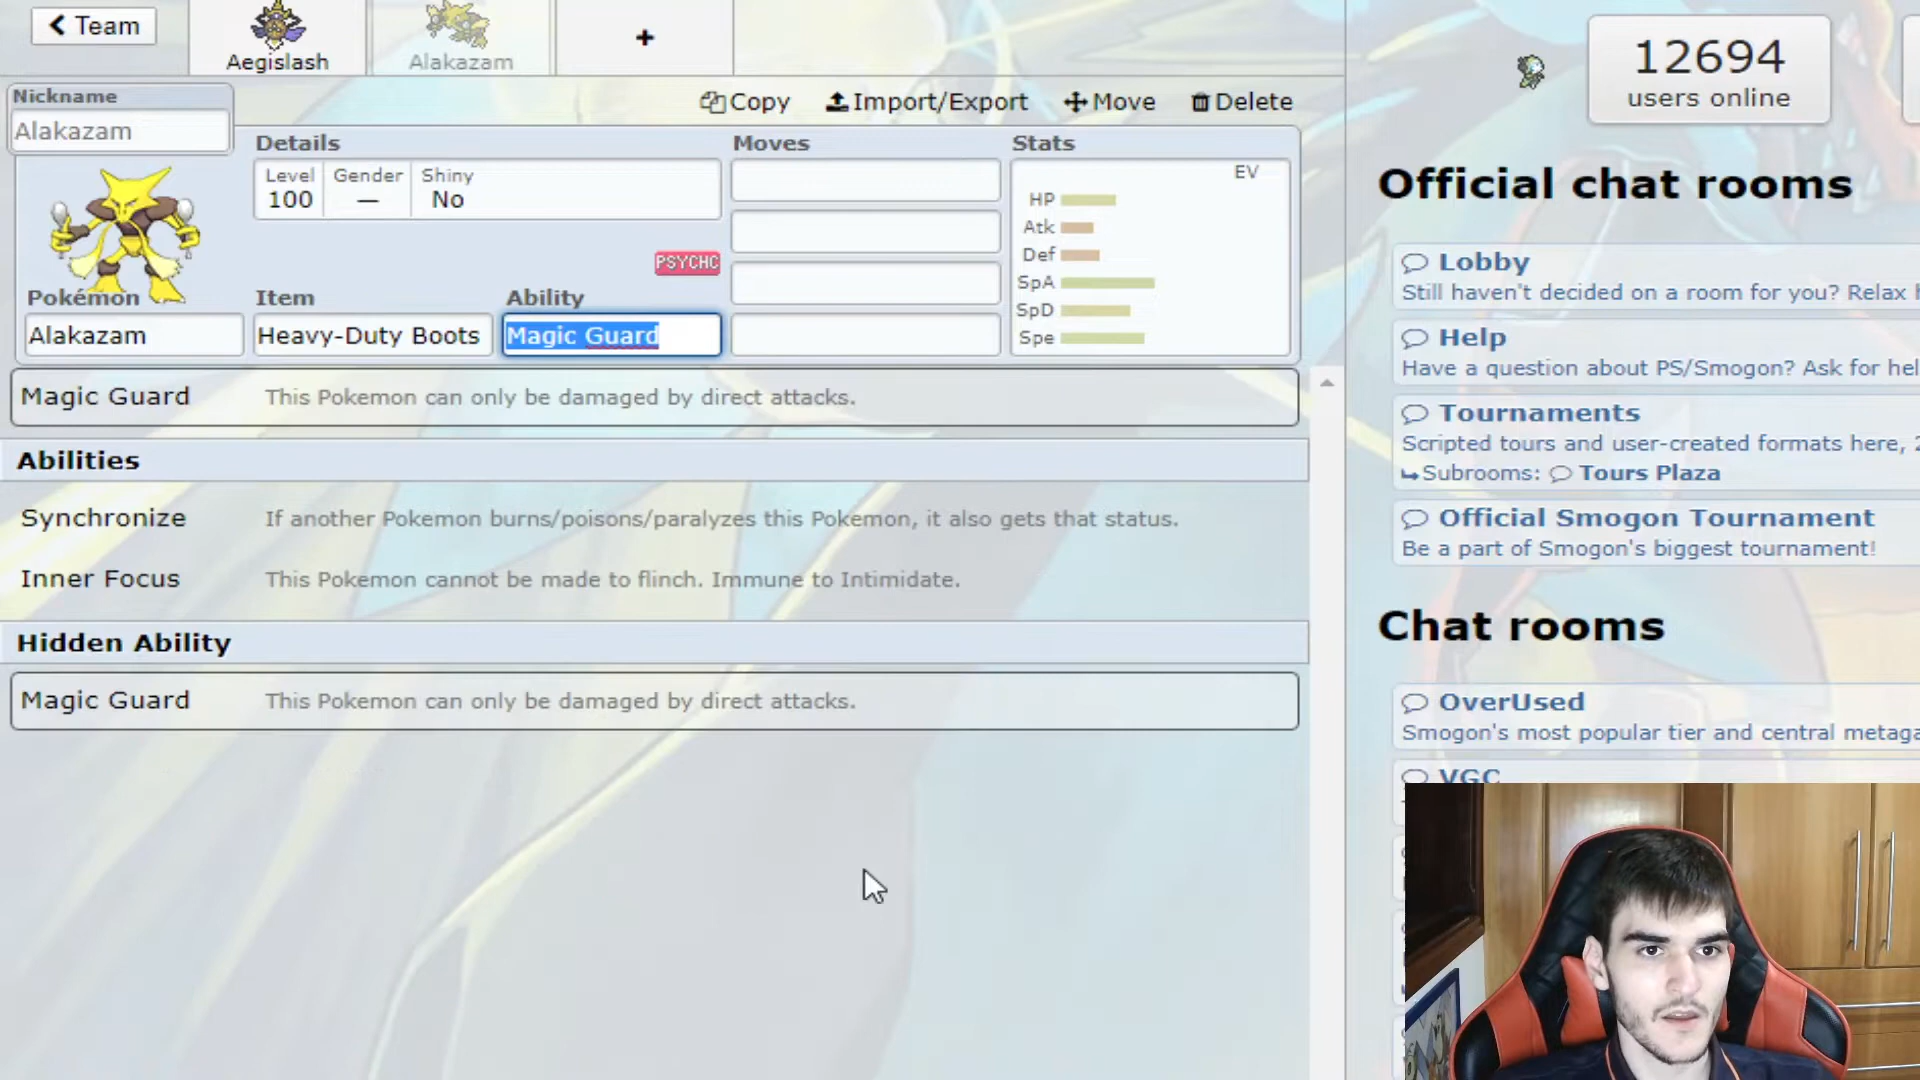 Team
Aegislash
Alakazam
+
12694
users online
Nickname
Alakazam
Copy
Import/Export
Move
Delete
Details
Moves
Stats
Level
100
Gender
—
Shiny
No
EV
HP
Atk
Def
SpA
SpD
Spe
PSYCHC
Pokémon
Alakazam
Item
Heavy-Duty Boots
Ability
Magic Guard
Magic Guard This Pokemon can only be damaged by direct attacks.
Abilities
Synchronize If another Pokemon burns/poisons/paralyzes this Pokemon, it also gets that status.
Inner Focus This Pokemon cannot be made to flinch. Immune to Intimidate.
Hidden Ability
Magic Guard This Pokemon can only be damaged by direct attacks.
Official chat rooms
Lobby
Still haven't decided on a room for you? Relax
Help
Have a question about PS/Smogon? Ask for hel
Tournaments
Scripted tours and user-created formats here,
Subrooms: Tours Plaza
Official Smogon Tournament
Be a part of Smogon's biggest tournament!
Chat rooms
OverUsed
Smogon's most popular tier and central metaga
VGC